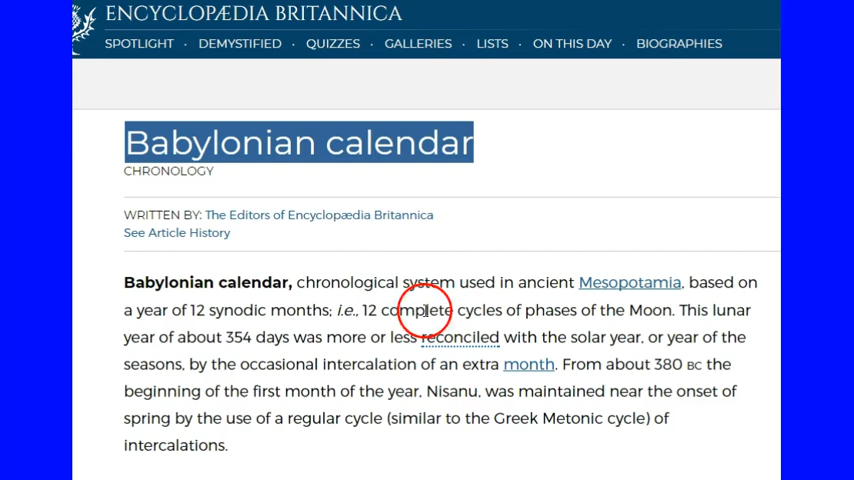 ENCYCLOPÆDIA BRITANNICA
SPOTLIGHT · DEMYSTIFIED · QUIZZES · GALLERIES · LISTS · ON THIS DAY · BIOGRAPHIES
Babylonian calendar
CHRONOLOGY
WRITTEN BY: The Editors of Encyclopædia Britannica
See Article History
Babylonian calendar, chronological system used in ancient Mesopotamia, based on
a year of 12 synodic months; i.e., 12 complete cycles of phases of the Moon. This lunar
year of about 354 days was more or less reconciled with the solar year, or year of the
seasons, by the occasional intercalation of an extra month. From about 380 BC the
beginning of the first month of the year, Nisanu, was maintained near the onset of
spring by the use of a regular cycle (similar to the Greek Metonic cycle) of
intercalations.